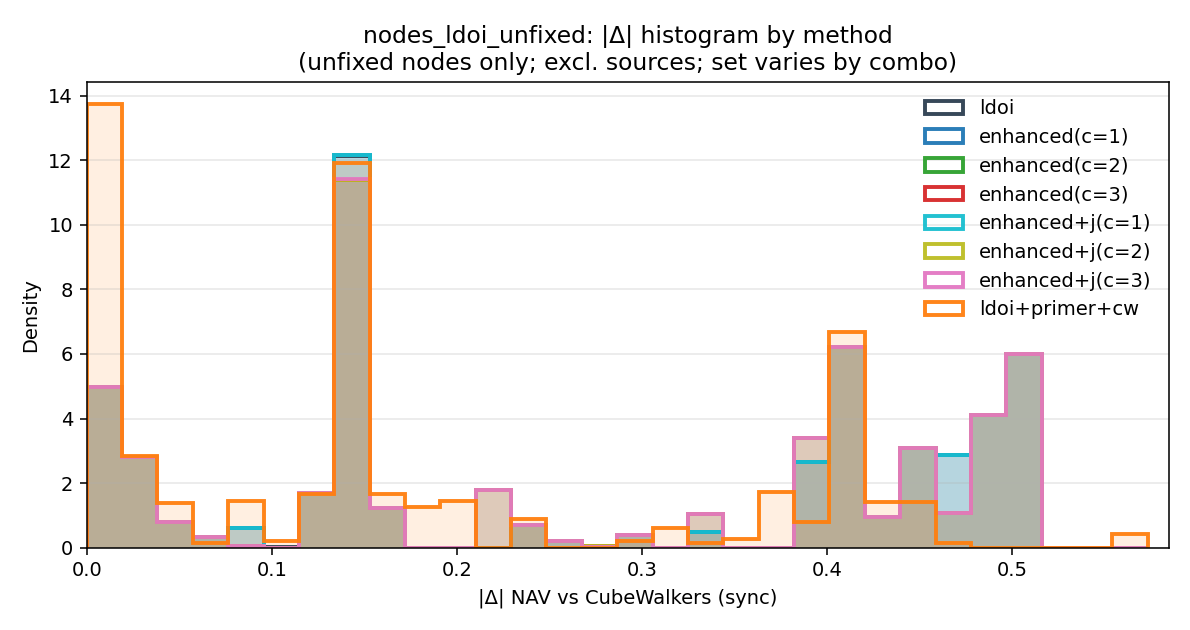 nodes_ldoi_unfixed: |Δ| histogram by method
(unfixed nodes only; excl. sources; set varies by combo)
14
12
10
8
6
4
2
0
Density
0.0
0.1
0.2
0.3
0.4
0.5
|Δ| NAV vs CubeWalkers (sync)
ldoi
enhanced(c=1)
enhanced(c=2)
enhanced(c=3)
enhanced+j(c=1)
enhanced+j(c=2)
enhanced+j(c=3)
ldoi+primer+cw